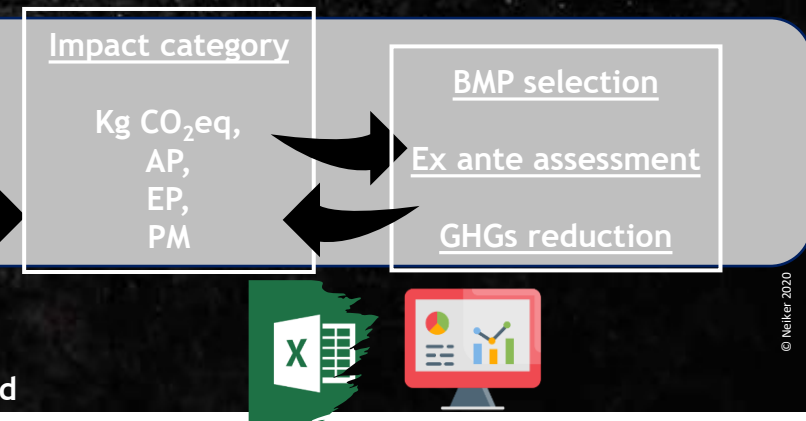 Impact category
Kg CO₂eq,
AP,
EP,
PM
BMP selection
Ex ante assessment
GHGs reduction
© Neiker 2020
X
d